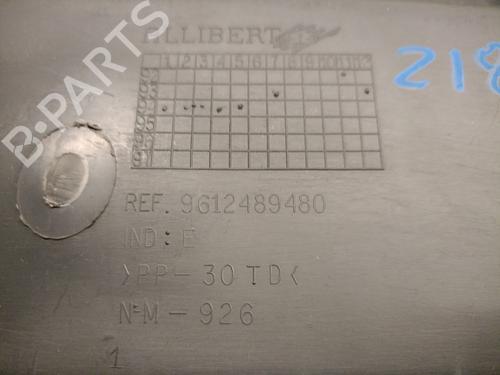 ALLIBERT
1 2 3 4 5 6 7 8 9 10 11 12
218
REF. 9612489480
IND: E
>PP-30TD<
N=M-926
1
B-PARTS